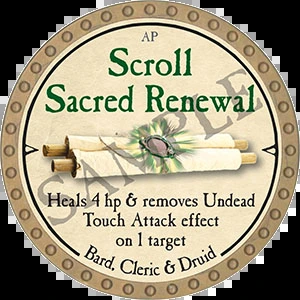 AP
Scroll
Sacred Renewal
SAMPLE
Heals 4 hp & removes Undead
Touch Attack effect
on 1 target
Bard, Cleric & Druid